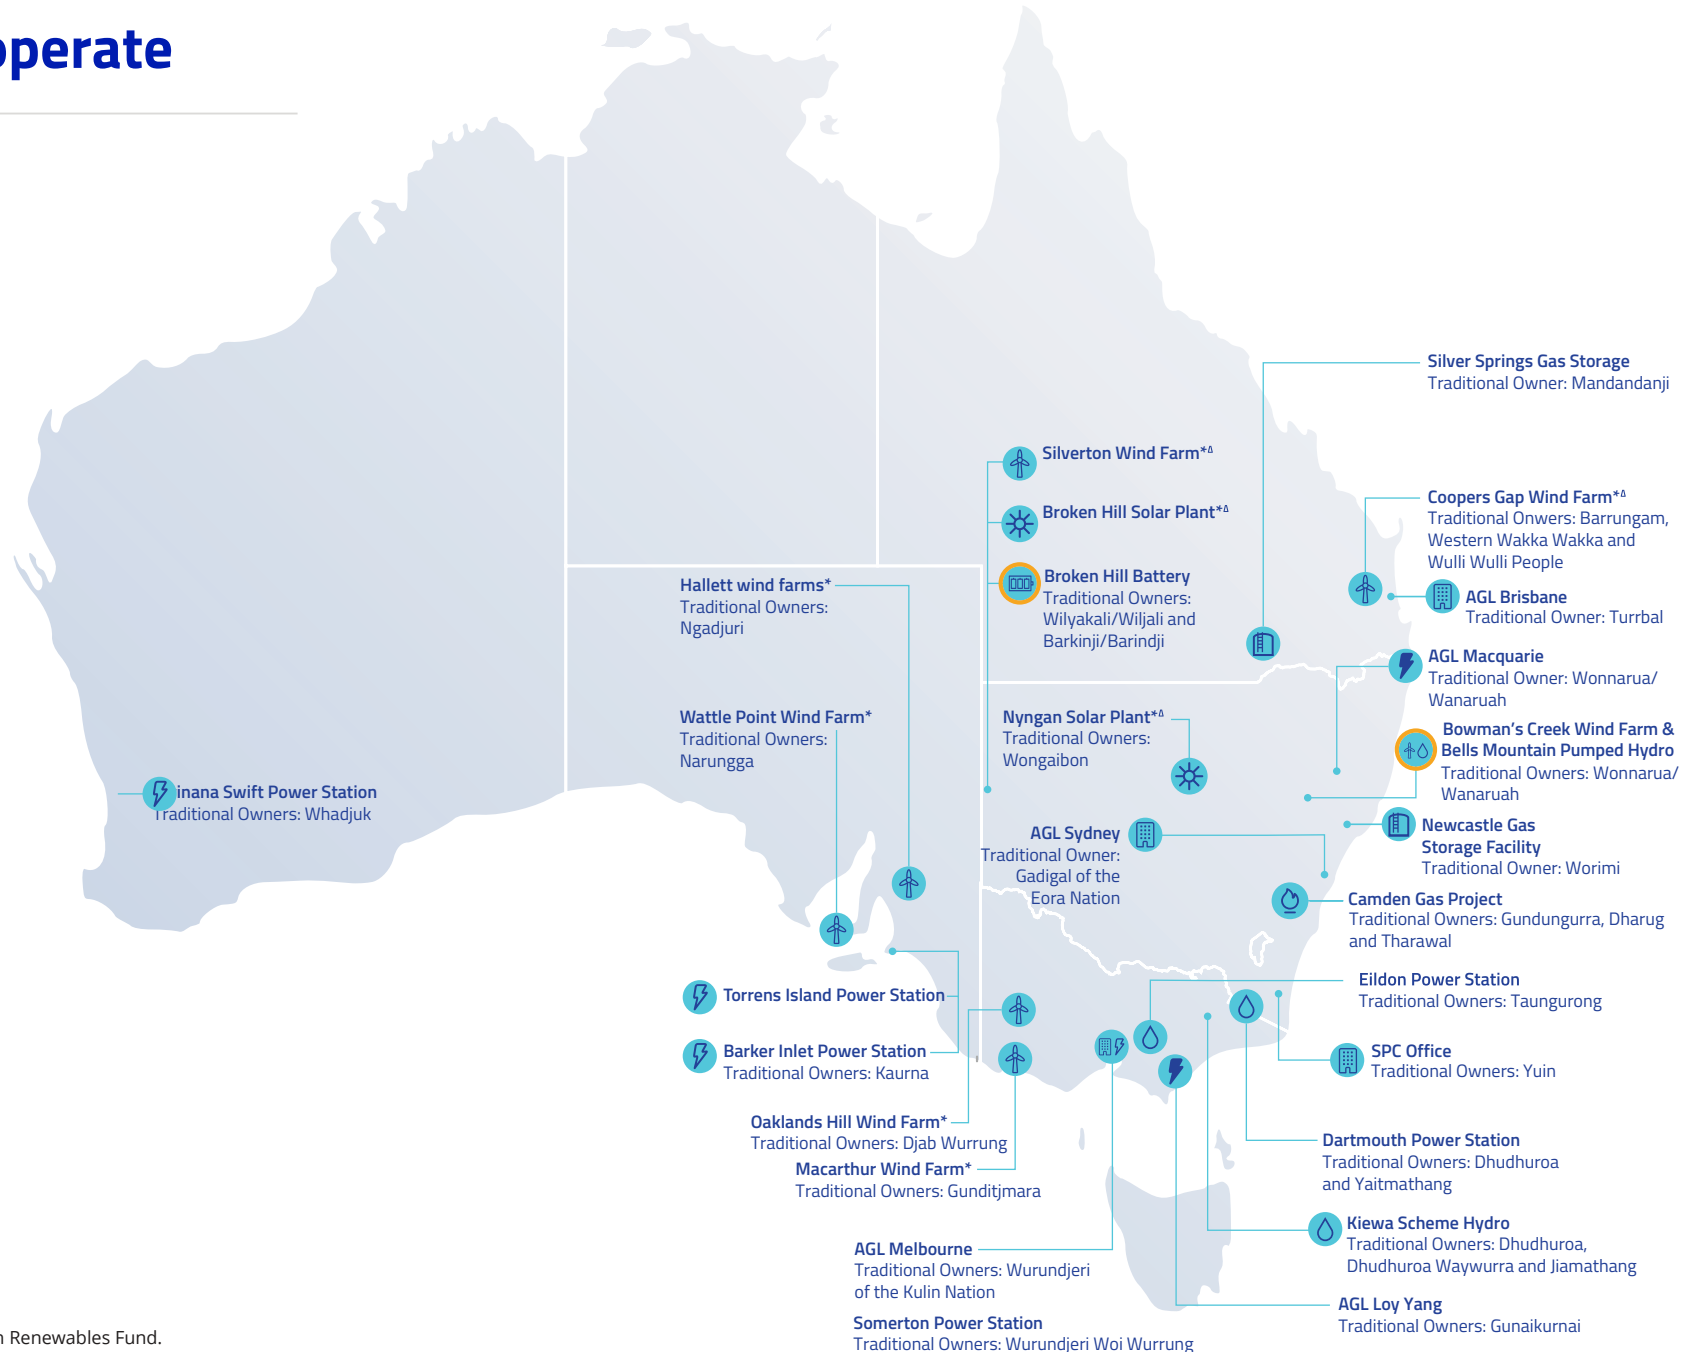 operate
Silver Springs Gas Storage
Traditional Owner: Mandandanji
Silverton Wind Farm*∆
Broken Hill Solar Plant*∆
Broken Hill Battery
Traditional Owners:
Wilyakali/Wiljali and
Barkinji/Barindji
Coopers Gap Wind Farm*∆
Traditional Onwers: Barrungam,
Western Wakka Wakka and
Wulli Wulli People
AGL Brisbane
Traditional Owner: Turrbal
Hallett wind farms*
Traditional Owners:
Ngadjuri
AGL Macquarie
Traditional Owner: Wonnarua/
Wanaruah
Wattle Point Wind Farm*
Traditional Owners:
Narungga
Nyngan Solar Plant*∆
Traditional Owners:
Wongaibon
Bowman's Creek Wind Farm &
Bells Mountain Pumped Hydro
Traditional Owners: Wonnarua/
Wanaruah
inana Swift Power Station
Traditional Owners: Whadjuk
AGL Sydney
Traditional Owner:
Gadigal of the
Eora Nation
Newcastle Gas
Storage Facility
Traditional Owner: Worimi
Camden Gas Project
Traditional Owners: Gundungurra, Dharug
and Tharawal
Torrens Island Power Station
Barker Inlet Power Station
Traditional Owners: Kaurna
Eildon Power Station
Traditional Owners: Taungurong
SPC Office
Traditional Owners: Yuin
Oaklands Hill Wind Farm*
Traditional Owners: Djab Wurrung
Macarthur Wind Farm*
Traditional Owners: Gunditjmara
Dartmouth Power Station
Traditional Owners: Dhudhuroa
and Yaitmathang
Kiewa Scheme Hydro
Traditional Owners: Dhudhuroa,
Dhudhuroa Waywurra and Jiamathang
AGL Melbourne
Traditional Owners: Wurundjeri
of the Kulin Nation
AGL Loy Yang
Traditional Owners: Gunaikurnai
Somerton Power Station
Traditional Owners: Wurundjeri Woi Wurrung
Renewables Fund.